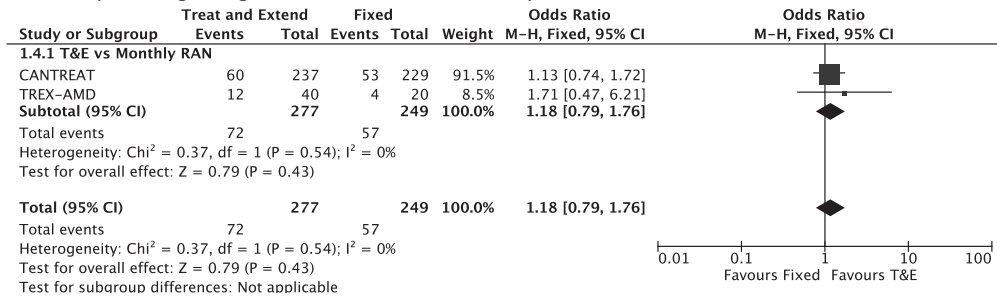 Treat and Extend Fixed Odds Ratio Odds Ratio
Study or Subgroup Events Total Events Total Weight M-H, Fixed, 95% CI M-H, Fixed, 95% CI
1.4.1 T&E vs Monthly RAN
CANTREAT 60 237 53 229 91.5% 1.13 [0.74, 1.72]
TREX-AMD 12 40 4 20 8.5% 1.71 [0.47, 6.21]
Subtotal (95% CI) 277 249 100.0% 1.18 [0.79, 1.76]
Total events 72 57
Heterogeneity: Chi² = 0.37, df = 1 (P = 0.54); I² = 0%
Test for overall effect: Z = 0.79 (P = 0.43)
Total (95% CI) 277 249 100.0% 1.18 [0.79, 1.76]
Total events 72 57
Heterogeneity: Chi² = 0.37, df = 1 (P = 0.54); I² = 0%
Test for overall effect: Z = 0.79 (P = 0.43)
Test for subgroup differences: Not applicable
0.01 0.1 1 10 100
Favours Fixed Favours T&E